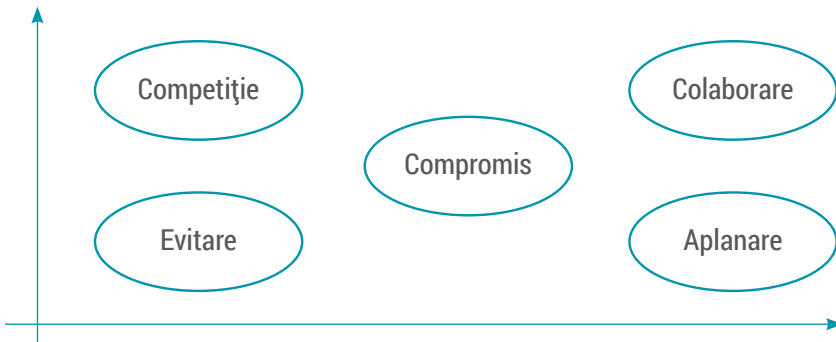 Competiţie
Colaborare
Compromis
Evitare
Aplanare